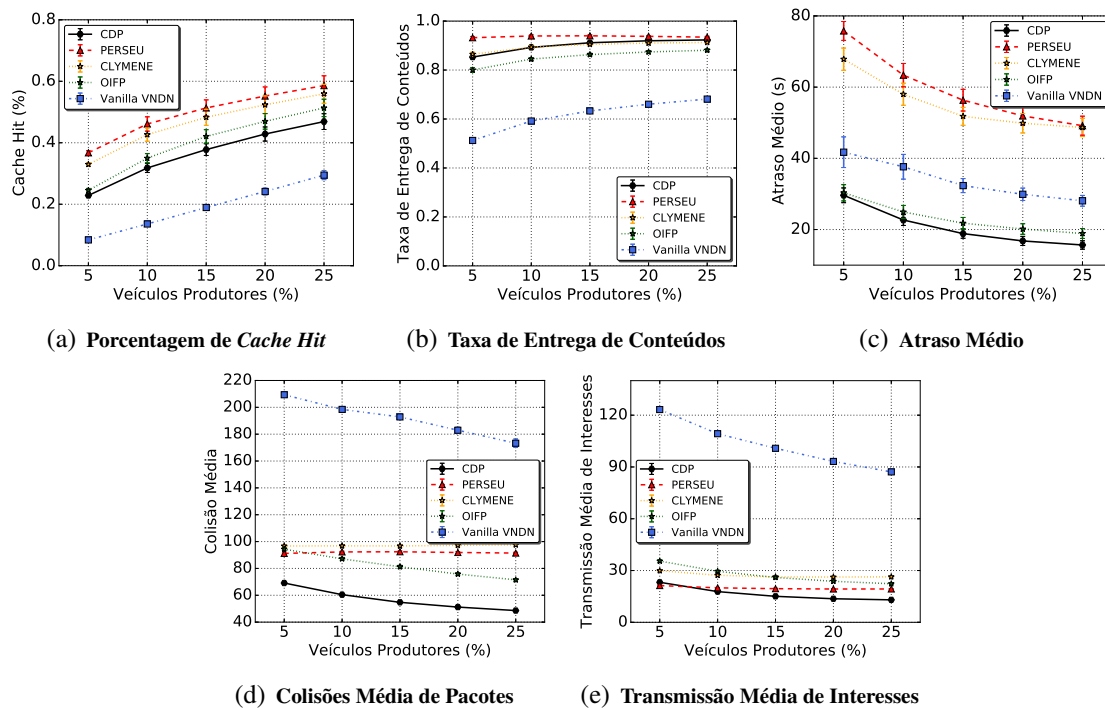 0.8
0.6
0.4
0.2
0.0
Cache Hit (%)
CDP
PERSEU
CLYMENE
OIFP
Vanilla VNDN
5 10 15 20 25
Veículos Produtores (%)
(a) Porcentagem de Cache Hit
1.0
0.8
0.6
0.4
0.2
0.0
Taxa de Entrega de Conteúdos
CDP
PERSEU
CLYMENE
OIFP
Vanilla VNDN
5 10 15 20 25
Veículos Produtores (%)
(b) Taxa de Entrega de Conteúdos
80
60
40
20
Atraso Médio (s)
CDP
PERSEU
CLYMENE
OIFP
Vanilla VNDN
5 10 15 20 25
Veículos Produtores (%)
(c) Atraso Médio
220
200
180
160
140
120
100
80
60
40
Colisão Média
CDP
PERSEU
CLYMENE
OIFP
Vanilla VNDN
5 10 15 20 25
Veículos Produtores (%)
(d) Colisões Média de Pacotes
120
90
60
30
0
Transmissão Média de Interesses
CDP
PERSEU
CLYMENE
OIFP
Vanilla VNDN
5 10 15 20 25
Veículos Produtores (%)
(e) Transmissão Média de Interesses